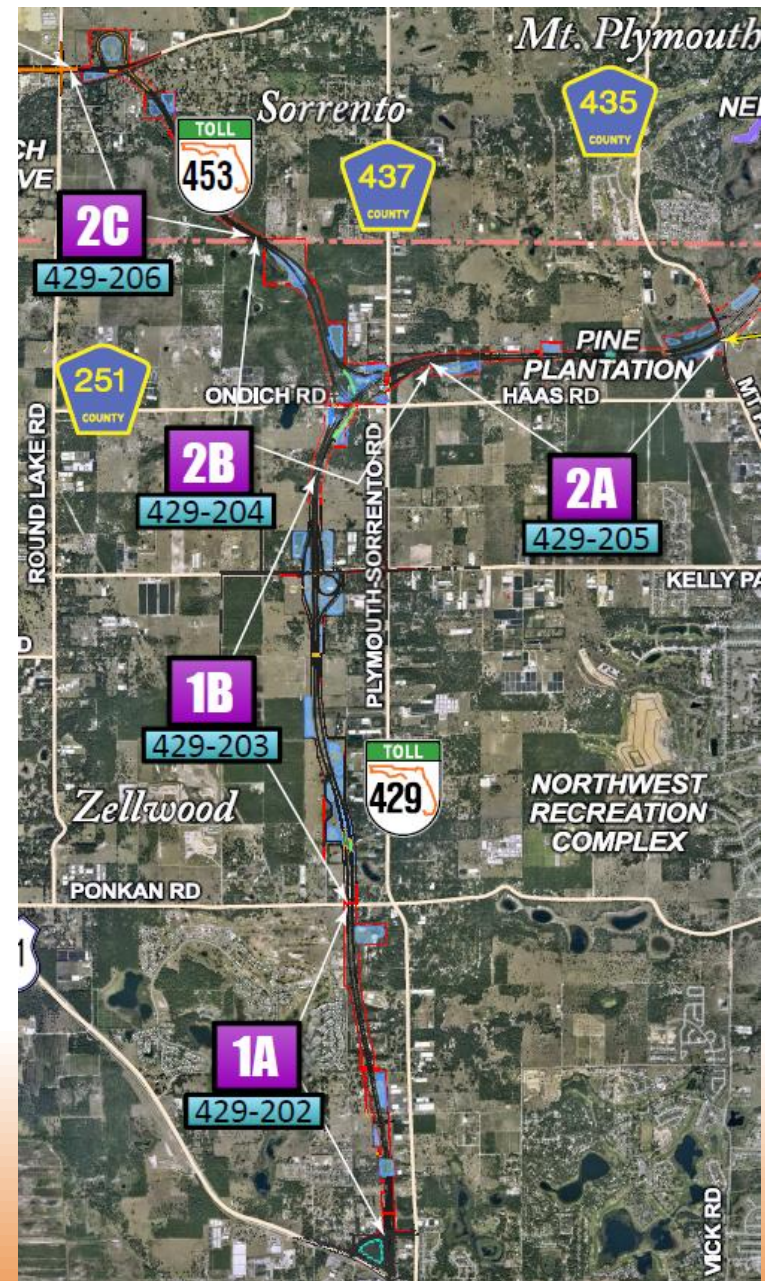 Mt. Plymouth
435
COUNTY
Sorrento
TOLL
453
437
COUNTY
2C
429-206
PINE
PLANTATION
251
COUNTY
ONDICH RD
HAAS RD
ROUND LAKE RD
2B
429-204
PLYMOUTH-SORRENTO RD
2A
429-205
1B
429-203
TOLL
429
Zellwood
NORTHWEST
RECREATION
COMPLEX
PONKAN RD
1A
429-202
VICK RD